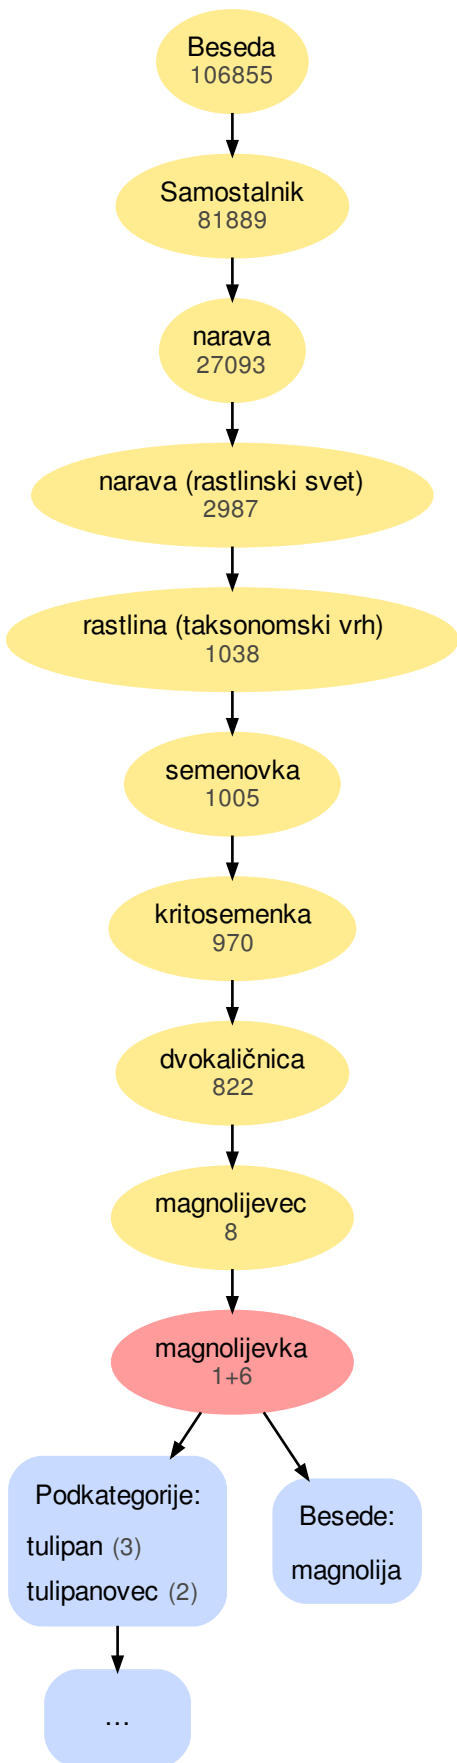 Beseda
106855
Samostalnik
81889
narava
27093
narava (rastlinski svet)
2987
rastlina (taksonomski vrh)
1038
semenovka
1005
kritosemenka
970
dvokaličnica
822
magnolijevec
8
magnolijevka
1+6
Podkategorije:
tulipan (3)
tulipanovec (2)
...
Besede:
magnolija